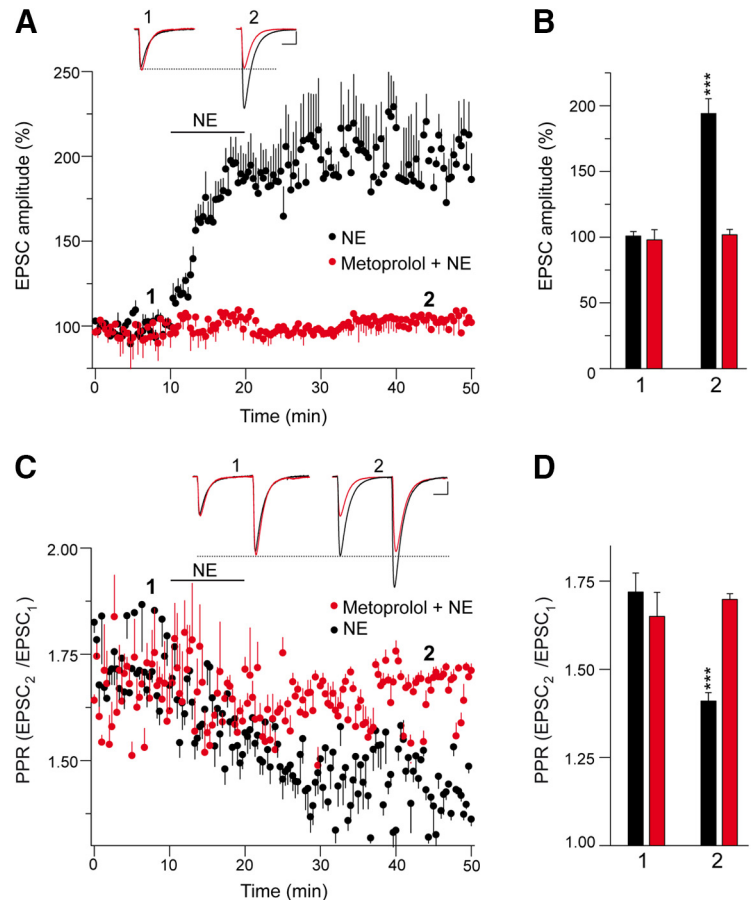 A
1
2
250
NE
200
EPSC amplitude (%)
150
NE
Metoprolol + NE
1
2
100
0
10
20
30
40
50
Time (min)
B
***
200
EPSC amplitude (%)
150
100
50
0
1
2
C
1
2
2.00
NE
1
Metoprolol + NE
NE
1.75
2
PPR (EPSC2 /EPSC1)
1.50
0
10
20
30
40
50
Time (min)
D
1.75
PPR (EPSC2 /EPSC1)
1.50
***
1.25
1.00
1
2